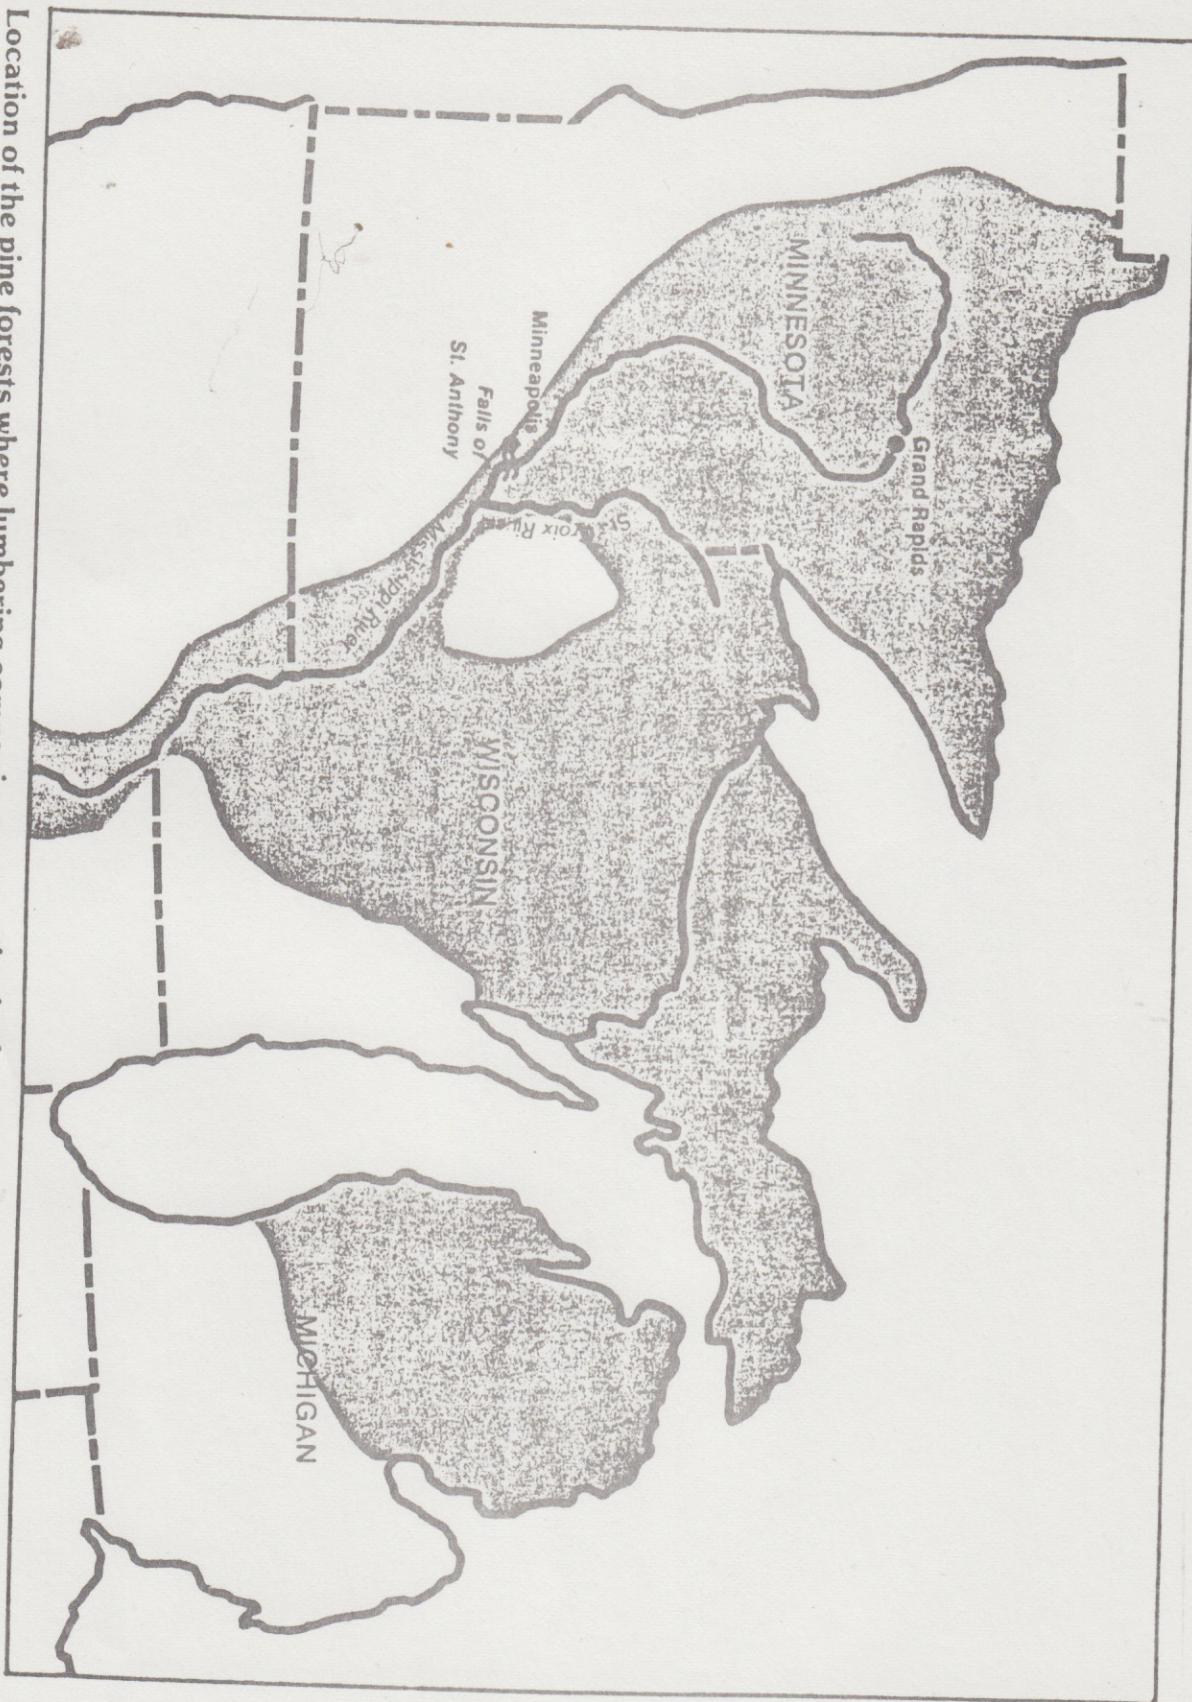 MINNESOTA
Grand Rapids
Minneapolis
Falls of
St. Anthony
St. Croix River
Mississippi River
WISCONSIN
MICHIGAN
Location of the pine forests where lumbering